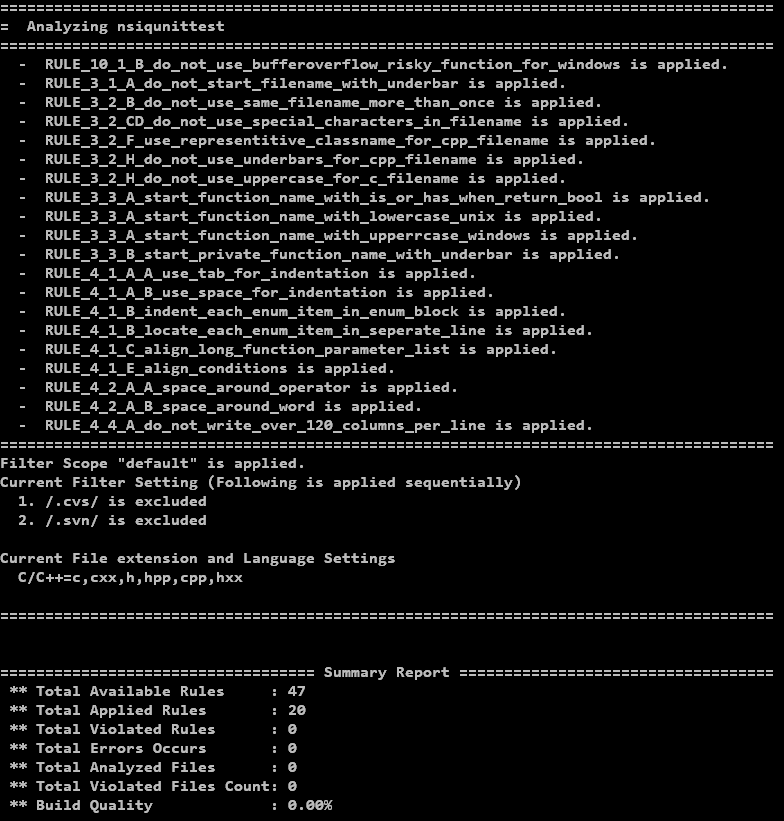 ======================================================================================
=  Analyzing nsiqunittest
======================================================================================
  -  RULE_10_1_B_do_not_use_bufferoverflow_risky_function_for_windows is applied.
  -  RULE_3_1_A_do_not_start_filename_with_underbar is applied.
  -  RULE_3_2_B_do_not_use_same_filename_more_than_once is applied.
  -  RULE_3_2_CD_do_not_use_special_characters_in_filename is applied.
  -  RULE_3_2_F_use_representitive_classname_for_cpp_filename is applied.
  -  RULE_3_2_H_do_not_use_underbars_for_cpp_filename is applied.
  -  RULE_3_2_H_do_not_use_uppercase_for_c_filename is applied.
  -  RULE_3_3_A_start_function_name_with_is_or_has_when_return_bool is applied.
  -  RULE_3_3_A_start_function_name_with_lowercase_unix is applied.
  -  RULE_3_3_A_start_function_name_with_upperrcase_windows is applied.
  -  RULE_3_3_B_start_private_function_name_with_underbar is applied.
  -  RULE_4_1_A_A_use_tab_for_indentation is applied.
  -  RULE_4_1_A_B_use_space_for_indentation is applied.
  -  RULE_4_1_B_indent_each_enum_item_in_enum_block is applied.
  -  RULE_4_1_B_locate_each_enum_item_in_seperate_line is applied.
  -  RULE_4_1_C_align_long_function_parameter_list is applied.
  -  RULE_4_1_E_align_conditions is applied.
  -  RULE_4_2_A_A_space_around_operator is applied.
  -  RULE_4_2_A_B_space_around_word is applied.
  -  RULE_4_4_A_do_not_write_over_120_columns_per_line is applied.
======================================================================================
Filter Scope "default" is applied.
Current Filter Setting (Following is applied sequentially)
  1. /.cvs/ is excluded
  2. /.svn/ is excluded
Current File extension and Language Settings
  C/C++=c,cxx,h,hpp,cpp,hxx
======================================================================================
=================================== Summary Report ===================================
 ** Total Available Rules     : 47
 ** Total Applied Rules       : 20
 ** Total Violated Rules      : 0
 ** Total Errors Occurs       : 0
 ** Total Analyzed Files      : 0
 ** Total Violated Files Count: 0
 ** Build Quality             : 0.00%